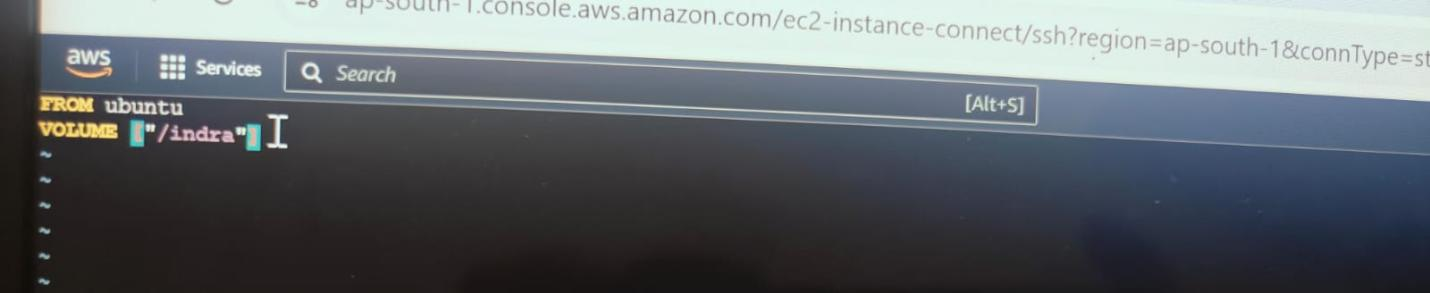 ap-south-1.console.aws.amazon.com/ec2-instance-connect/ssh?region=ap-south-1&connType=st
aws Services Search [Alt+S]
FROM ubuntu
VOLUME ["/indra"]
~
~
~
~
~
~